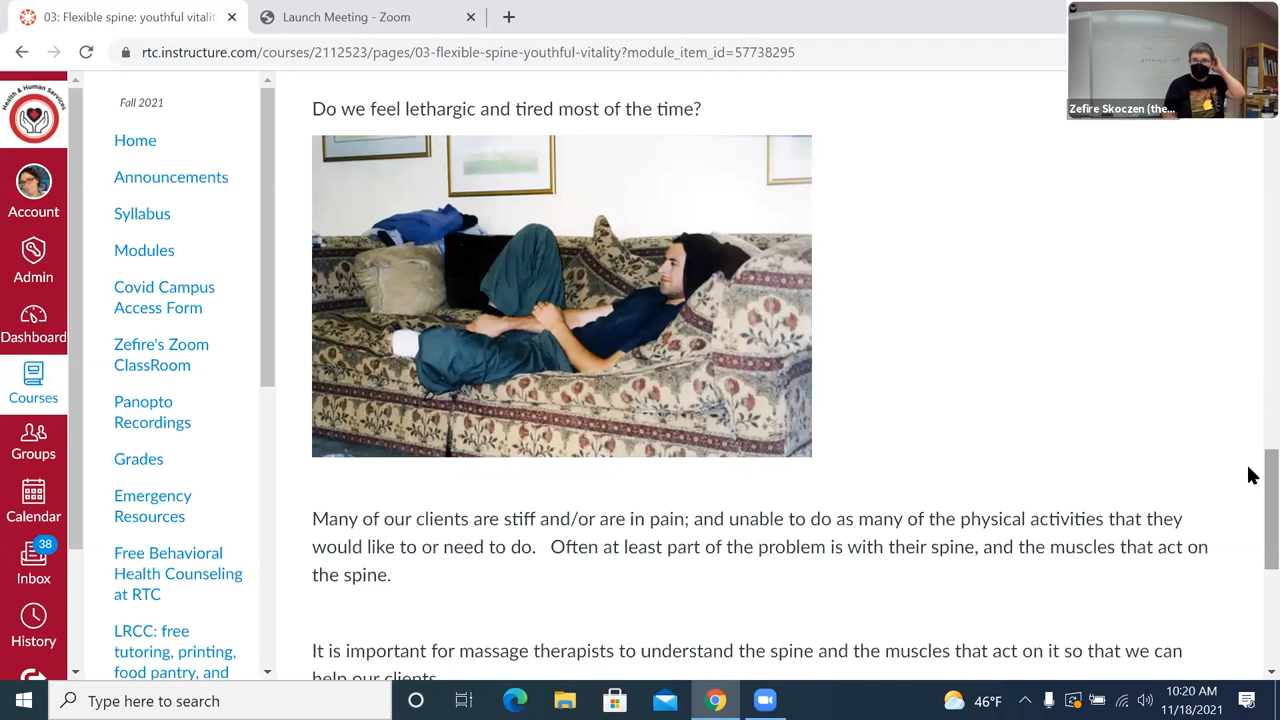 03: Flexible spine: youthful vitalit
Launch Meeting - Zoom
rtc.instructure.com/courses/2112523/pages/03-flexible-spine-youthful-vitality?module_item_id=57738295
Zefire Skoczen (the...
Health & Human Services
Account
Admin
Dashboard
Courses
Groups
Calendar
38
Inbox
History
Fall 2021
Home
Announcements
Syllabus
Modules
Covid Campus
Access Form
Zefire's Zoom
ClassRoom
Panopto
Recordings
Grades
Emergency
Resources
Free Behavioral
Health Counseling
at RTC
LRCC: free
tutoring, printing,
food pantry, and
Do we feel lethargic and tired most of the time?
Many of our clients are stiff and/or are in pain; and unable to do as many of the physical activities that they
would like to or need to do. Often at least part of the problem is with their spine, and the muscles that act on
the spine.
It is important for massage therapists to understand the spine and the muscles that act on it so that we can
help our clients
Type here to search
46°F
10:20 AM
11/18/2021